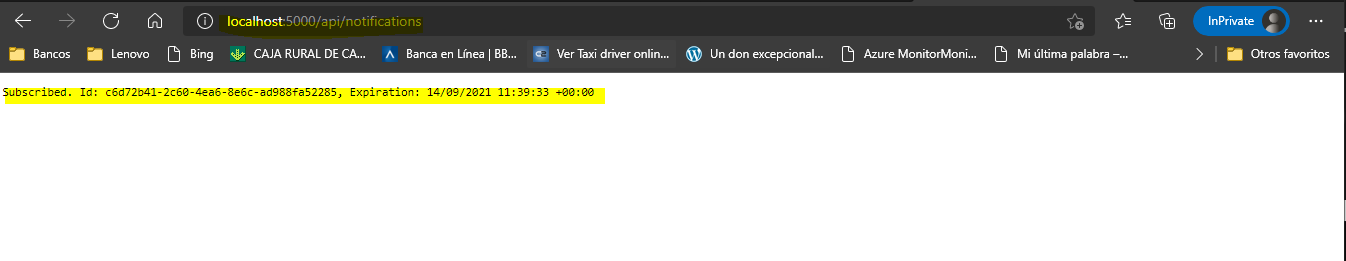 localhost:5000/api/notifications
InPrivate
Bancos Lenovo Bing CAJA RURAL DE CA... Banca en Línea | BB... Ver Taxi driver onlin... Un don excepcional... Azure MonitorMoni... Mi última palabra –... Otros favoritos
Subscribed. Id: c6d72b41-2c60-4ea6-8e6c-ad988fa52285, Expiration: 14/09/2021 11:39:33 +00:00